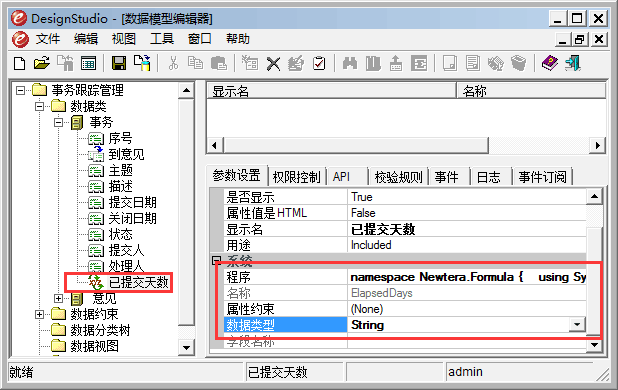 DesignStudio - [数据模型编辑器]
文件 编辑 视图 工具 窗口 帮助
事务跟踪管理
数据类
事务
序号
到意见
主题
描述
提交日期
关闭日期
状态
提交人
处理人
已提交天数
意见
数据约束
数据分类树
数据视图
显示名 名称
参数设置 权限控制 API 校验规则 事件 日志 事件订阅
是否显示 True
属性值是HTML False
显示名 已提交天数
用途 Included
系统
程序 namespace Newtera.Formula { using Sy
名称 ElapsedDays
属性约束 (None)
数据类型 String
字段名称
就绪 已提交天数 admin